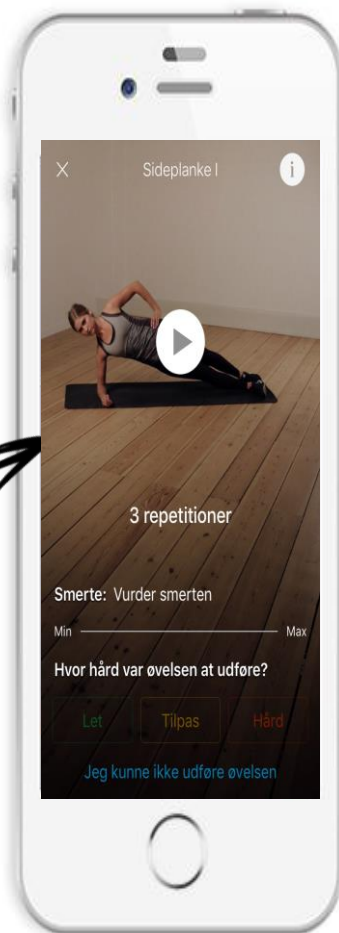 Sideplanke I
i
3 repetitioner
Smerte: Vurder smerten
Min Max
Hvor hård var øvelsen at udføre?
Let Tilpas Hård
Jeg kunne ikke udføre øvelsen